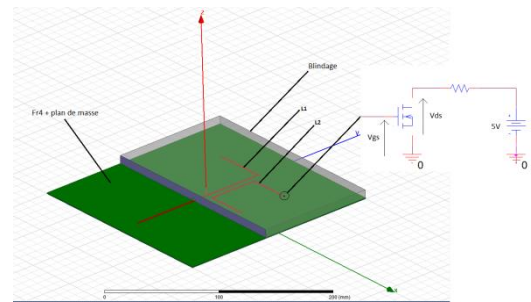 Blindage
Fr4 + plan de masse
L1
L2
Vgs
Vds
5V
0
0
0
100
200 (mm)